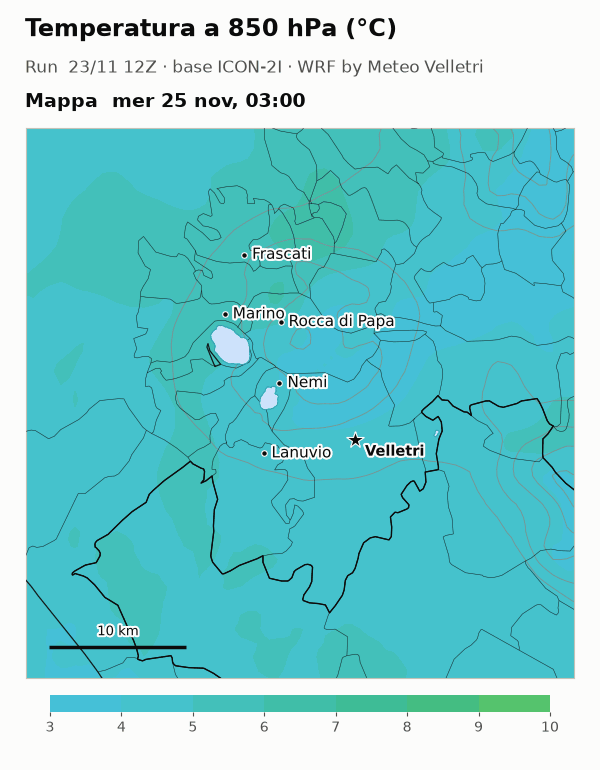 Temperatura a 850 hPa (°C)
Run  23/11 12Z · base ICON-2I · WRF by Meteo Velletri
Mappa  mer 25 nov, 03:00
Frascati
Marino
Rocca di Papa
Nemi
Velletri
Lanuvio
10 km
3 4 5 6 7 8 9 10